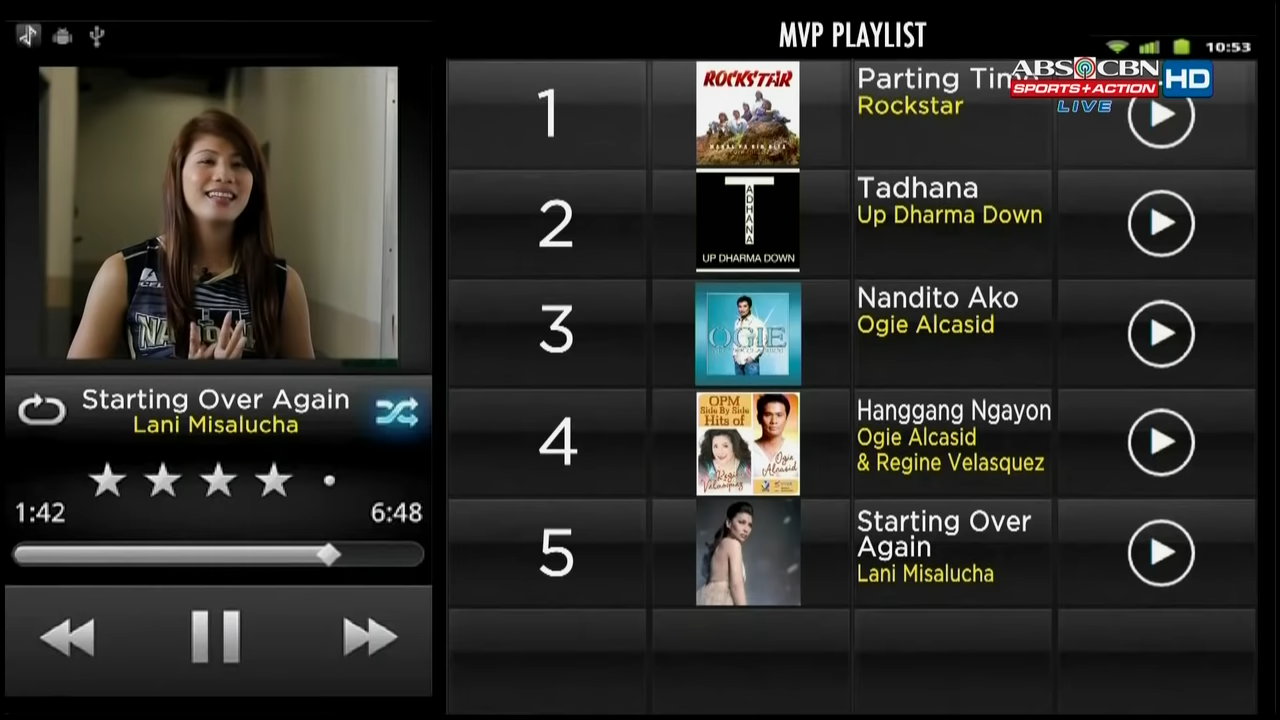 MVP PLAYLIST
10:53
ABS CBN HD
SPORTS+ACTION
LIVE
Starting Over Again
Lani Misalucha
1:42
6:48
1
ROCKSTAR
Parting
Rockstar
2
TADHANA
UP DHARMA DOWN
Tadhana
Up Dharma Down
3
OGIE
Nandito Ako
Ogie Alcasid
4
OPM
Side By Side
Hits of
Regine
Velasquez
Ogie
Alcasid
Hanggang Ngayon
Ogie Alcasid
& Regine Velasquez
5
Starting Over
Again
Lani Misalucha